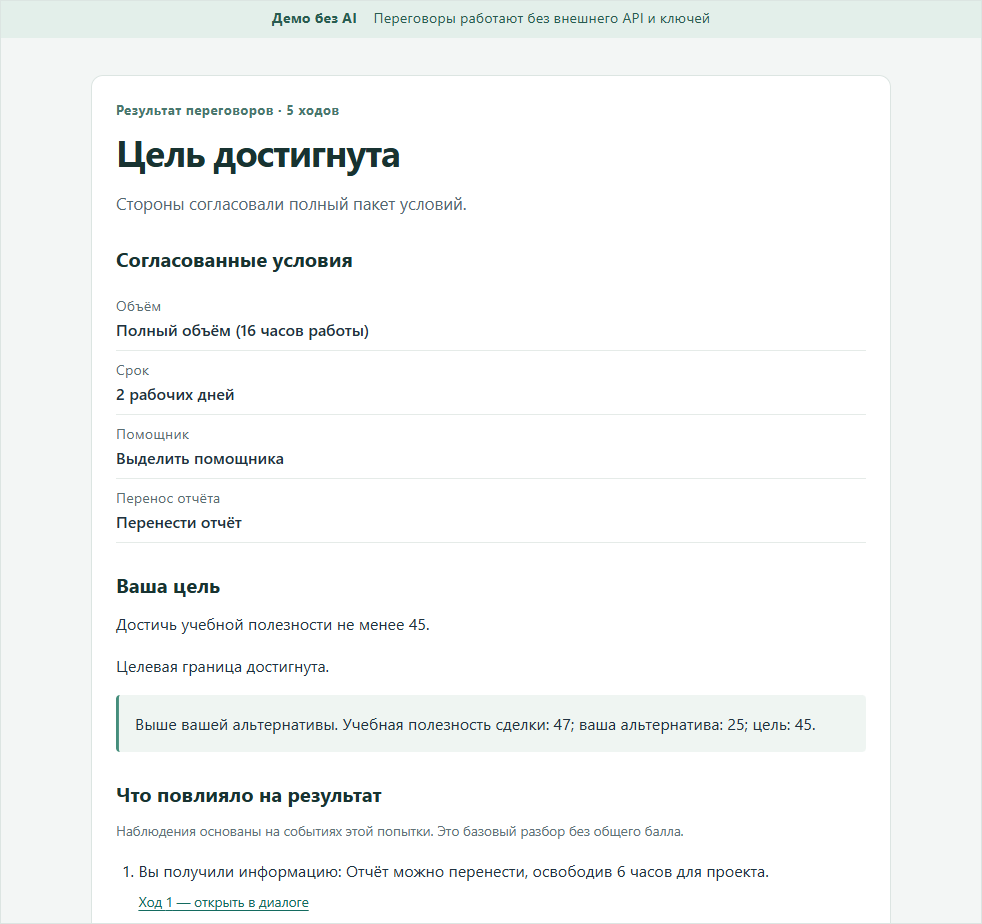 Демо без AI Переговоры работают без внешнего API и ключей
Результат переговоров · 5 ходов
Цель достигнута
Стороны согласовали полный пакет условий.
Согласованные условия
Объём
Полный объём (16 часов работы)
Срок
2 рабочих дней
Помощник
Выделить помощника
Перенос отчёта
Перенести отчёт
Ваша цель
Достичь учебной полезности не менее 45.
Целевая граница достигнута.
Выше вашей альтернативы. Учебная полезность сделки: 47; ваша альтернатива: 25; цель: 45.
Что повлияло на результат
Наблюдения основаны на событиях этой попытки. Это базовый разбор без общего балла.
1. Вы получили информацию: Отчёт можно перенести, освободив 6 часов для проекта.
Ход 1 — открыть в диалоге